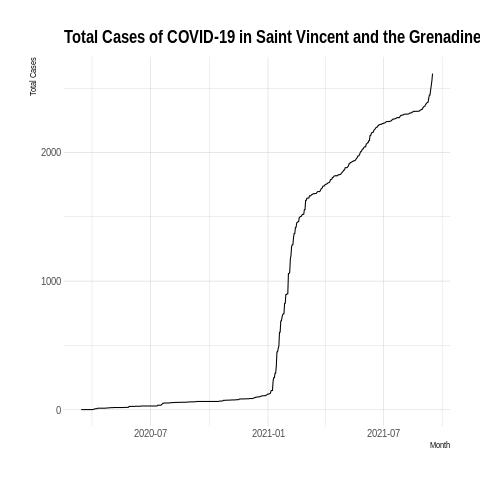 Total Cases of COVID-19 in Saint Vincent and the Grenadine
Total Cases
2000
1000
0
2020-07
2021-01
2021-07
Month